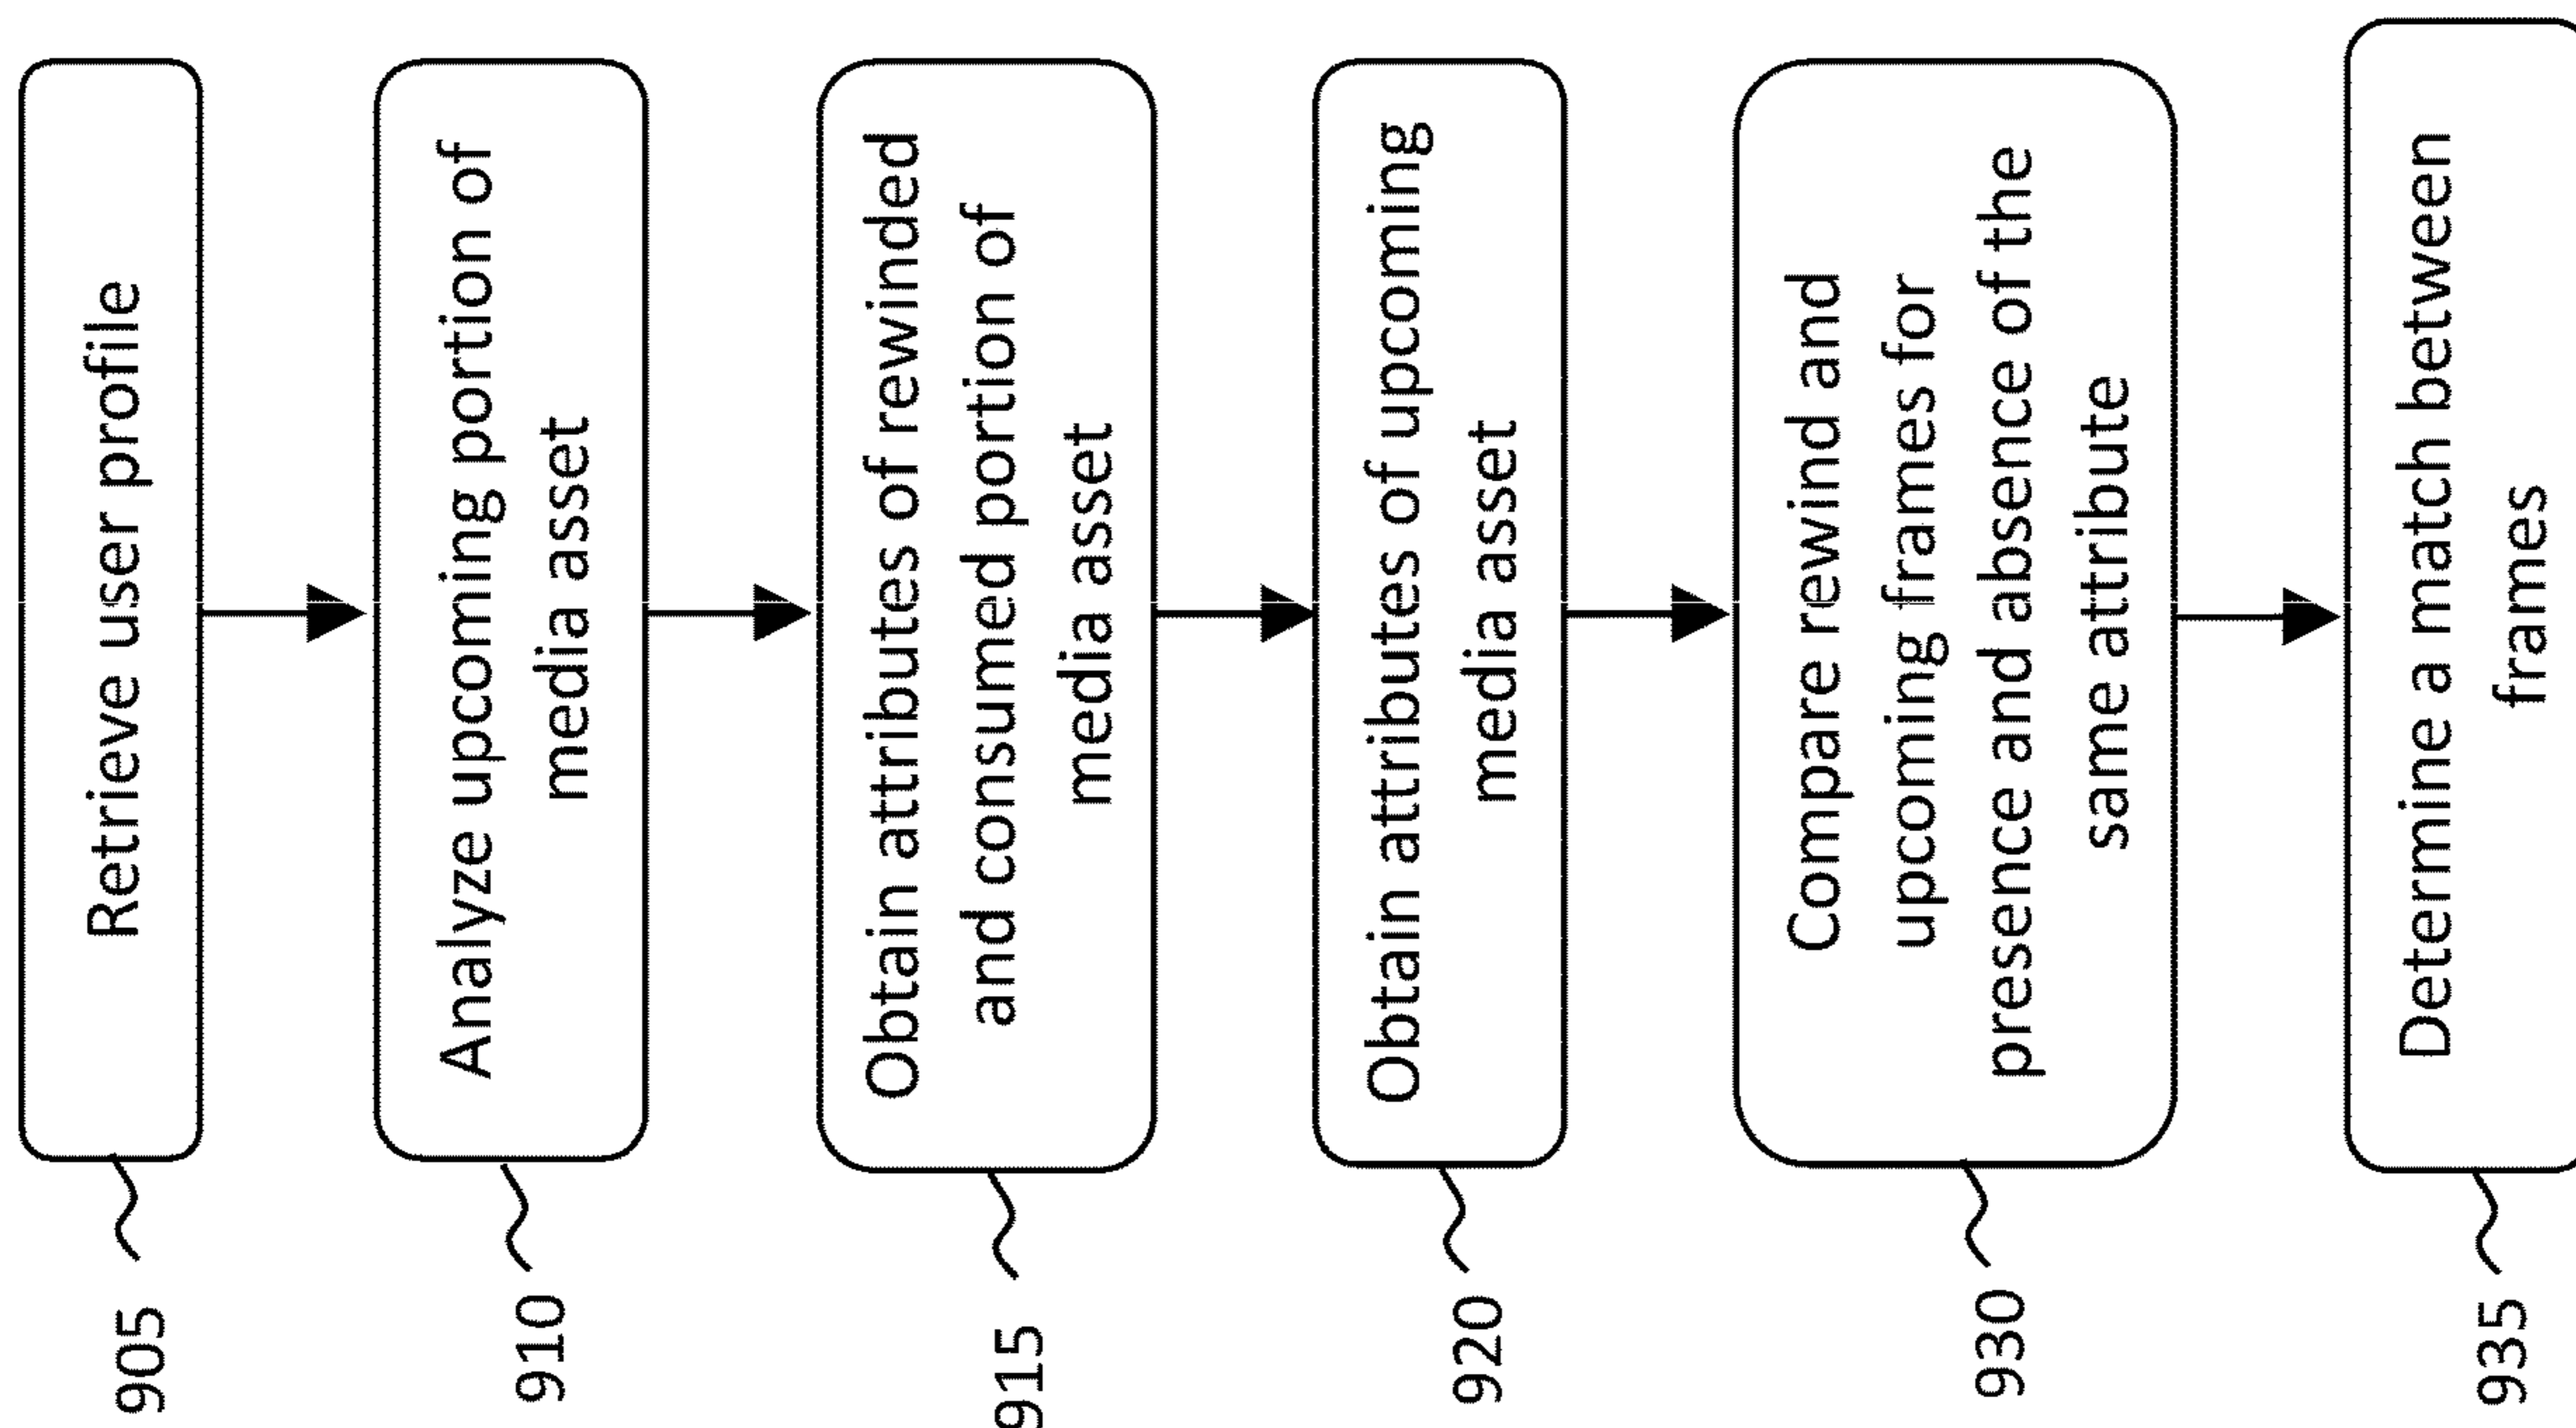 905
Retrieve user profile
910
Analyze upcoming portion of
media asset
915
Obtain attributes of rewinded
and consumed portion of
media asset
920
Obtain attributes of upcoming
media asset
930
Compare rewind and
upcoming frames for
presence and absence of the
same attribute
935
Determine a match between
frames